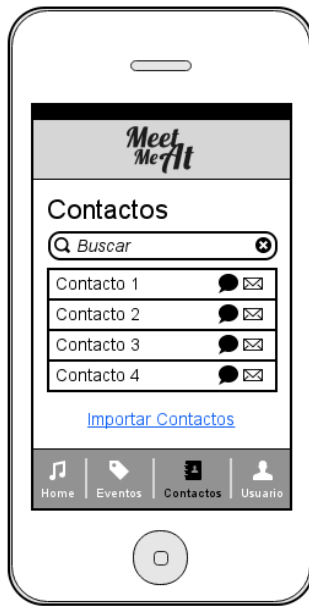 Meet
Me At
Contactos
Buscar
Contacto 1
Contacto 2
Contacto 3
Contacto 4
Importar Contactos
Home Eventos Contactos Usuario